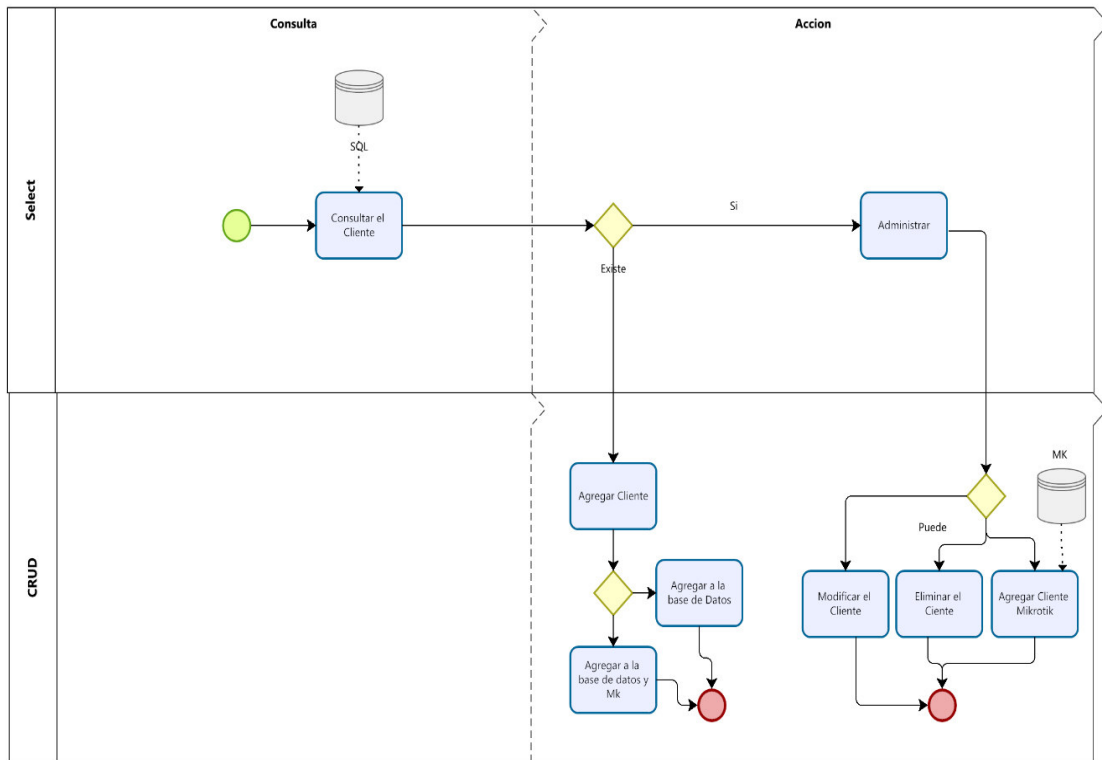 Consulta
Accion
Select
SQL
Consultar el
Cliente
Si
Administrar
Existe
CRUD
Agregar Cliente
MK
Puede
Agregar a la
base de Datos
Modificar el
Cliente
Eliminar el
Ciente
Agregar Cliente
Mikrotik
Agregar a la
base de datos y
Mk